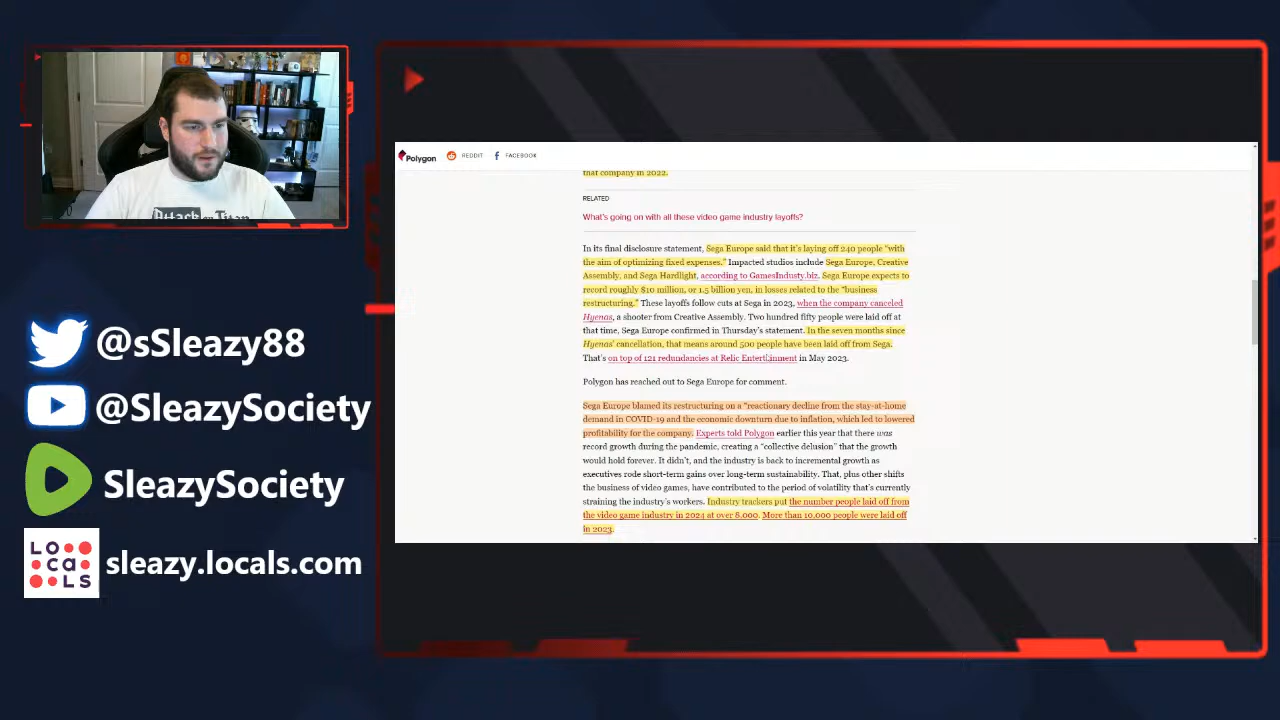 Attack on Titan
@sSleazy88
@SleazySociety
SleazySociety
LOCALS
sleazy.locals.com
Polygon REDDIT FACEBOOK
that company in 2022.
RELATED
What's going on with all these video game industry layoffs?
In its final disclosure statement, Sega Europe said that it's laying off 240 people "with
the aim of optimizing fixed expenses." Impacted studios include Sega Europe, Creative
Assembly, and Sega Hardlight, according to GamesIndusty.biz. Sega Europe expects to
record roughly $10 million, or 1.5 billion yen, in losses related to the "business
restructuring." These layoffs follow cuts at Sega in 2023, when the company canceled
Hyenas, a shooter from Creative Assembly. Two hundred fifty people were laid off at
that time, Sega Europe confirmed in Thursday's statement. In the seven months since
Hyenas' cancellation, that means around 500 people have been laid off from Sega.
That's on top of 121 redundancies at Relic Entertainment in May 2023.
Polygon has reached out to Sega Europe for comment.
Sega Europe blamed its restructuring on a "reactionary decline from the stay-at-home
demand in COVID-19 and the economic downturn due to inflation, which led to lowered
profitability for the company. Experts told Polygon earlier this year that there was
record growth during the pandemic, creating a "collective delusion" that the growth
would hold forever. It didn't, and the industry is back to incremental growth as
executives rode short-term gains over long-term sustainability. That, plus other shifts
the business of video games, have contributed to the period of volatility that's currently
straining the industry's workers. Industry trackers put the number people laid off from
the video game industry in 2024 at over 8,000. More than 10,000 people were laid off
in 2023.